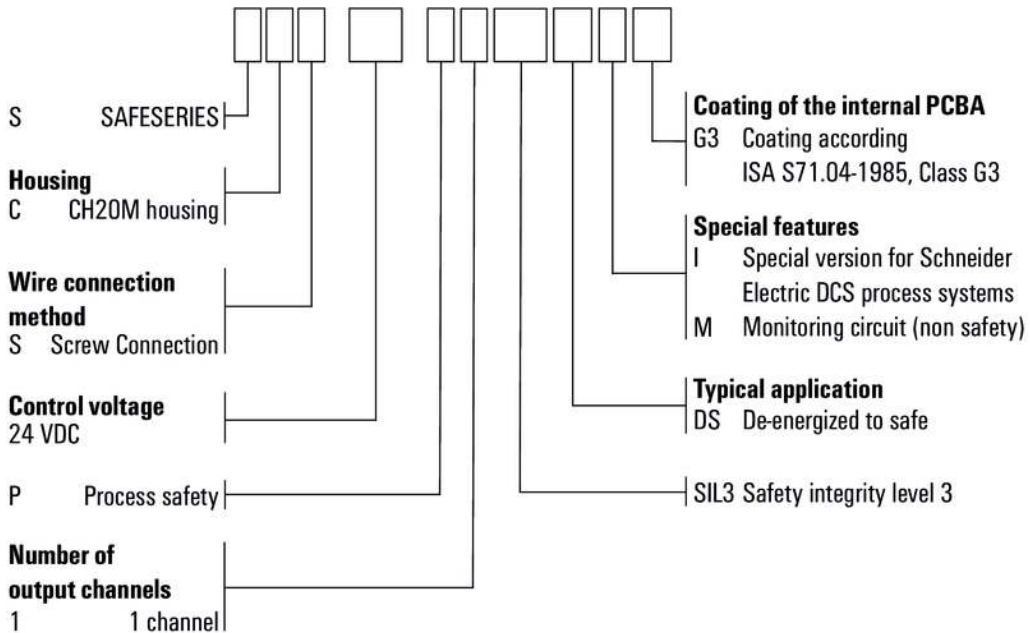 S SAFESERIES
Housing
C CH20M housing
Wire connection
method
S Screw Connection
Control voltage
24 VDC
P Process safety
Number of
output channels
1 1 channel
Coating of the internal PCBA
G3 Coating according
ISA S71.04-1985, Class G3
Special features
I Special version for Schneider
Electric DCS process systems
M Monitoring circuit (non safety)
Typical application
DS De-energized to safe
SIL3 Safety integrity level 3